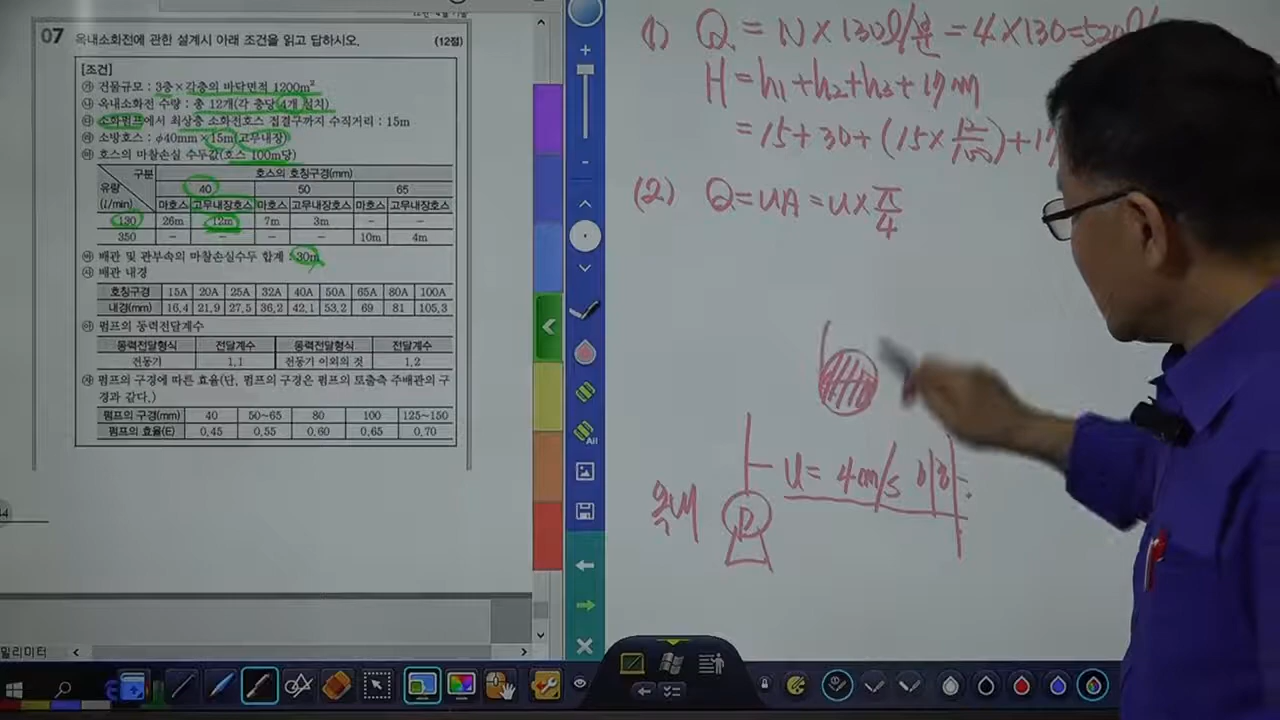 07 옥내소화전에 관한 설계시 아래 조건을 읽고 답하시오. (12점)
[조건]
㉮ 건물규모 : 3층×각층의 바닥면적 1200m²
㉯ 옥내소화전 수량 : 총 12개(각 층당 4개 설치)
㉰ 소화펌프에서 최상층 소화전호스 접결구까지 수직거리 : 15m
㉱ 소방호스 : φ40mm×15m(고무내장)
㉲ 호스의 마찰손실 수두값(호스 100m당)
구분 호스의 호칭구경(mm)
유량 (l/min) 40 50 65
마호스 고무내장호스 마호스 고무내장호스 마호스 고무내장호스
130 26m 12m 7m 3m - -
350 - - - - 10m 4m
㉳ 배관 및 관부속의 마찰손실수두 합계 : 30m
㉴ 배관 내경
호칭구경 15A 20A 25A 32A 40A 50A 65A 80A 100A
내경(mm) 16.4 21.9 27.5 36.2 42.1 53.2 69 81 105.3
㉵ 펌프의 동력전달계수
동력전달형식 전달계수 동력전달형식 전달계수
전동기 1.1 전동기 이외의 것 1.2
㉶ 펌프의 구경에 따른 효율(단, 펌프의 구경은 펌프의 토출측 주배관의 구
경과 같다.)
펌프의 구경(mm) 40 50~65 80 100 125~150
펌프의 효율(E) 0.45 0.55 0.60 0.65 0.70
밀리미터
All
1) Q = N×130ℓ/분 = 4×130=520ℓ/
H = h1+h2+h3+17m
= 15+30+(15×12/100)+17
(2) Q=uA=u×π/4
옥내 P u= 4m/s 이하